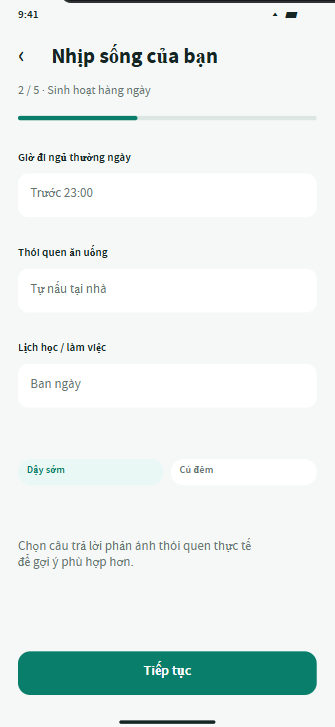 9:41
Nhịp sống của bạn
2 / 5 · Sinh hoạt hàng ngày
Giờ đi ngủ thường ngày
Trước 23:00
Thói quen ăn uống
Tự nấu tại nhà
Lịch học / làm việc
Ban ngày
Dậy sớm
Cú đêm
Chọn câu trả lời phản ánh thói quen thực tế
để gợi ý phù hợp hơn.
Tiếp tục